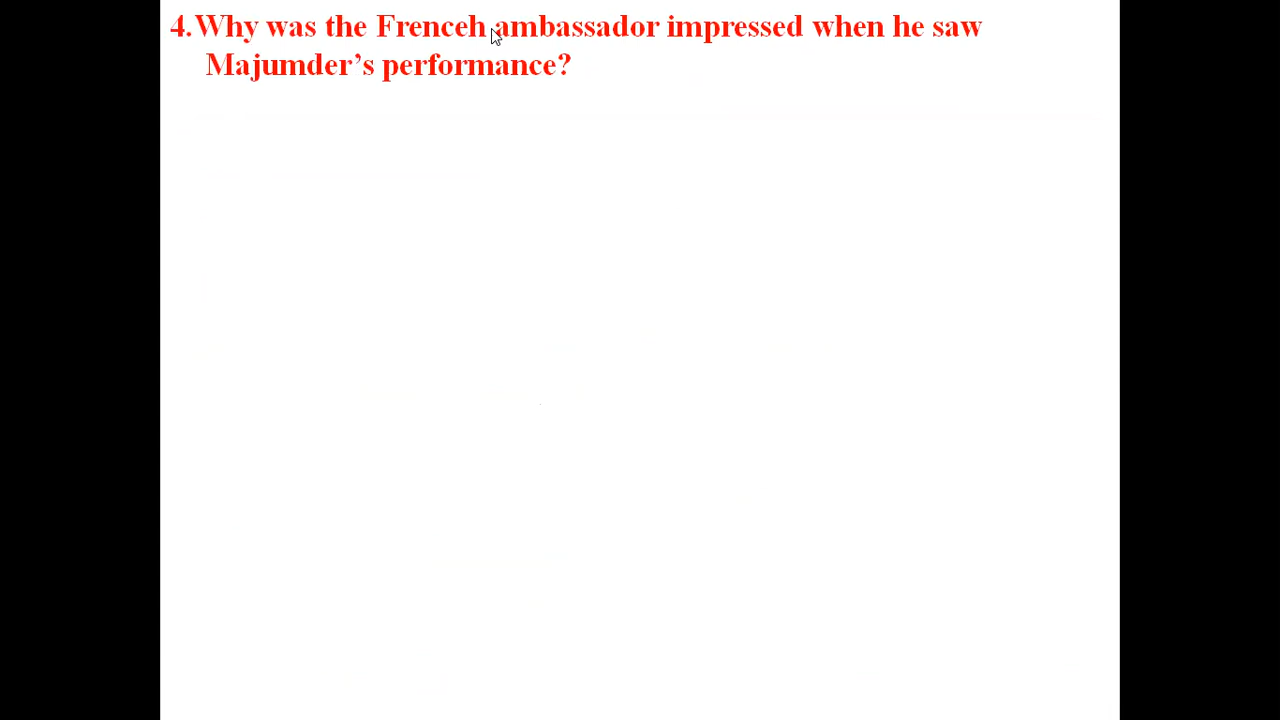 4. Why was the Frenceh ambassador impressed when he saw
Majumder’s performance?